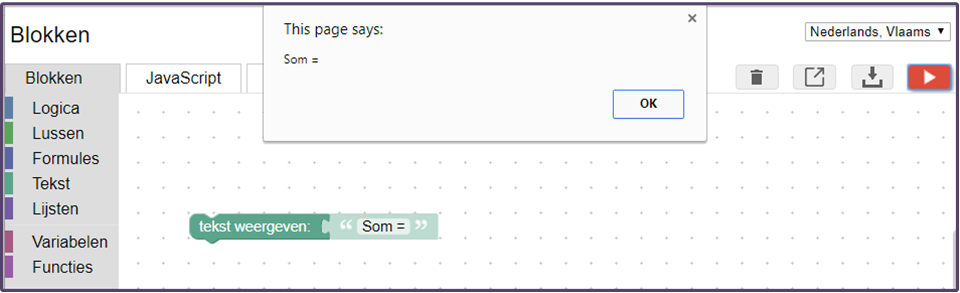 Blokken
This page says:
Som =
OK
Nederlands, Vlaams
Blokken
JavaScript
Logica
Lussen
Formules
Tekst
Lijsten
Variabelen
Functies
tekst weergeven: “ Som = ”